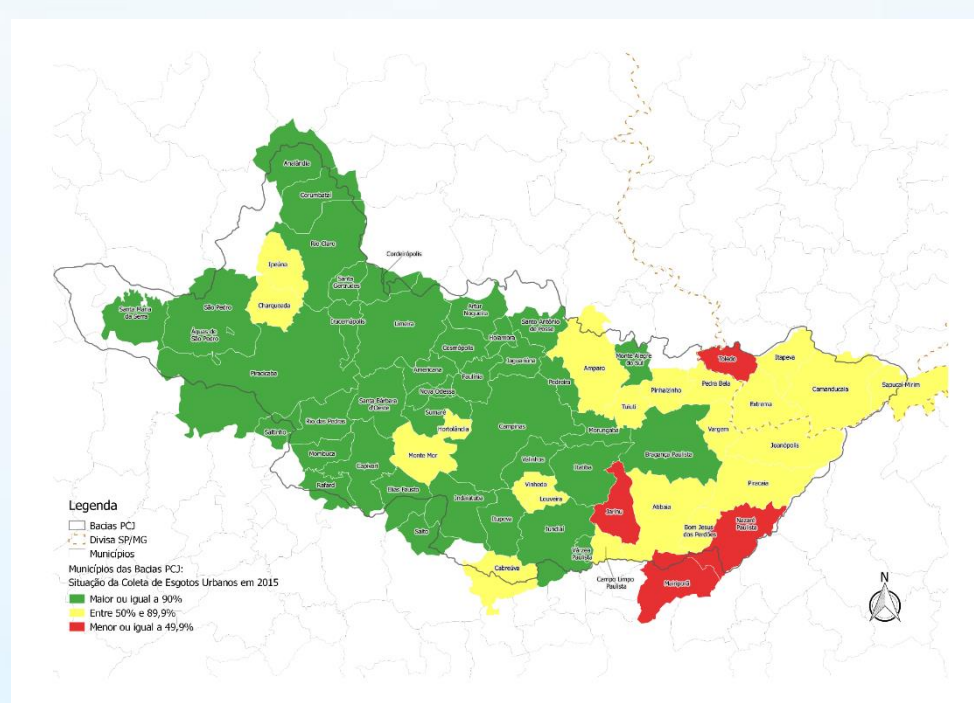 Analândia
Corumbataí
Rio Claro
Cordeirópolis
Ipeúna
Santa
Gertrudes
Charqueada
Santa Maria
da Serra
São Pedro
Águas de
São Pedro
Iracemápolis
Limeira
Artur
Nogueira
Santo Antônio
de Posse
Holambra
Cosmópolis
Jaguariúna
Piracicaba
Americana
Paulínia
Pedreira
Amparo
Monte Alegre
do Sul
Toledo
Itapeva
Pinhalzinho
Pedra Bela
Camanducaia
Sapucaí-Mirim
Extrema
Tuiuti
Nova Odessa
Santa Bárbara
d'Oeste
Sumaré
Hortolândia
Campinas
Morungaba
Vargem
Joanópolis
Saltinho
Rio das Pedras
Mombuca
Capivari
Monte Mor
Valinhos
Itatiba
Bragança Paulista
Piracaia
Rafard
Elias Fausto
Indaiatuba
Vinhedo
Louveira
Jarinu
Atibaia
Nazaré
Paulista
Bom Jesus
dos Perdões
Salto
Itupeva
Jundiaí
Várzea
Paulista
Cabreúva
Campo Limpo
Paulista
Mairiporã
Legenda
Bacias PCJ
Divisa SP/MG
Municípios
Municípios das Bacias PCJ:
Situação da Coleta de Esgotos Urbanos em 2015
Maior ou igual a 90%
Entre 50% e 89,9%
Menor ou igual a 49,9%
N